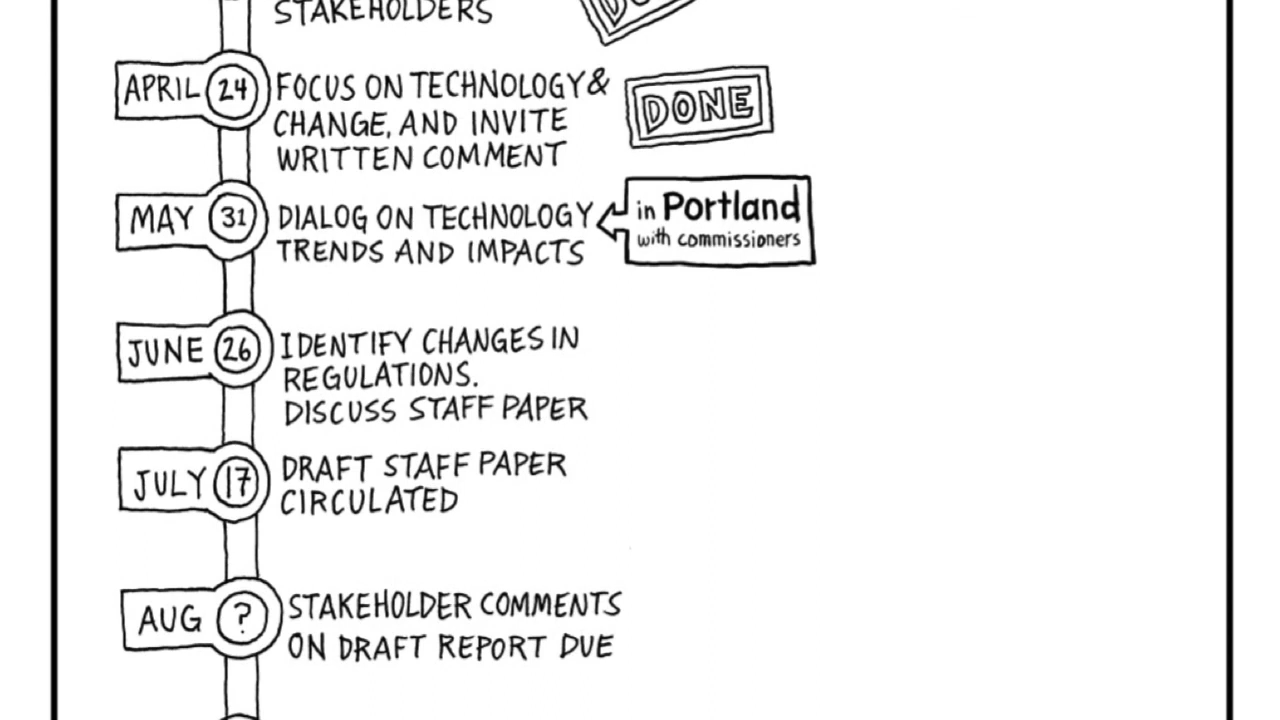 STAKEHOLDERS
APRIL 24
FOCUS ON TECHNOLOGY &
CHANGE, AND INVITE
WRITTEN COMMENT
DONE
MAY 31
DIALOG ON TECHNOLOGY
TRENDS AND IMPACTS
in Portland
with commissioners
JUNE 26
IDENTIFY CHANGES IN
REGULATIONS.
DISCUSS STAFF PAPER
JULY 17
DRAFT STAFF PAPER
CIRCULATED
AUG ?
STAKEHOLDER COMMENTS
ON DRAFT REPORT DUE